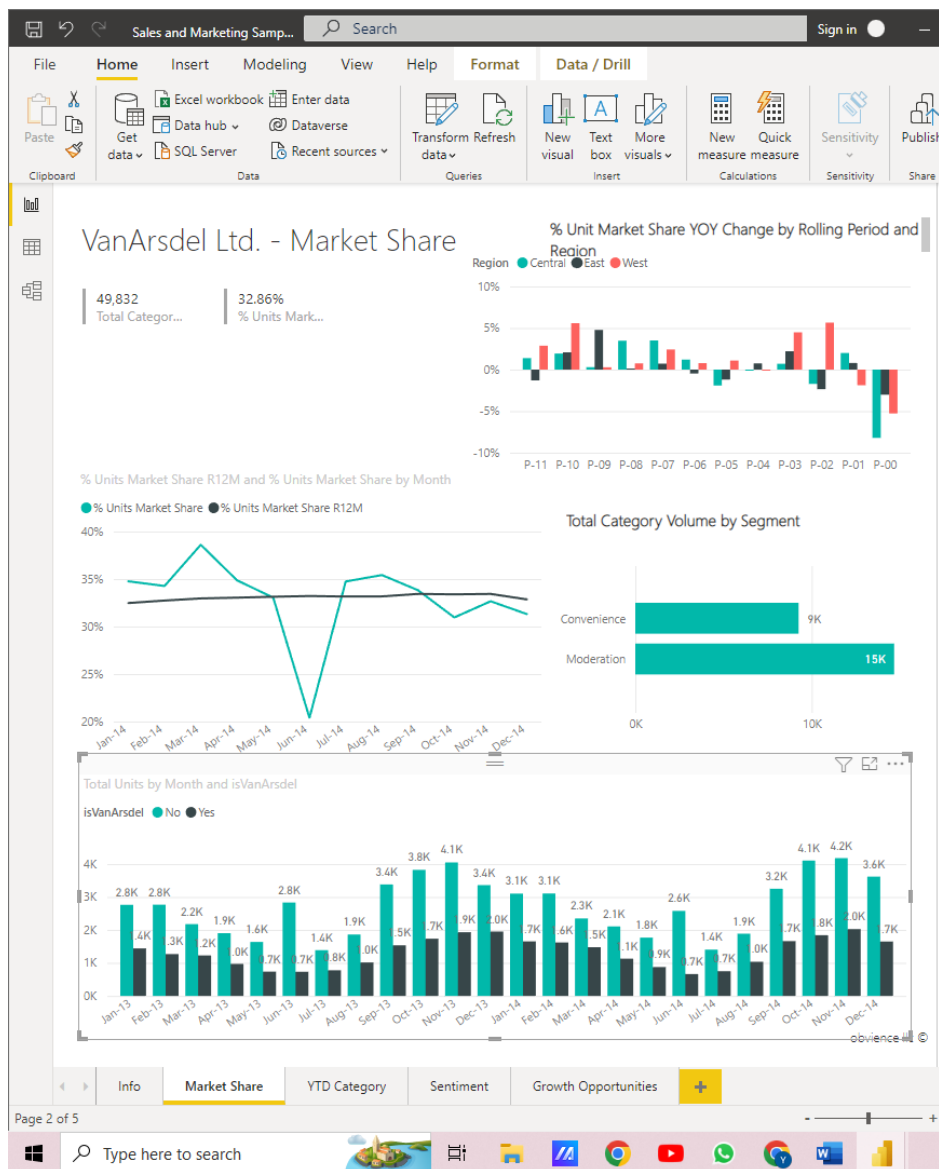 Sales and Marketing Samp...
Search
Sign in
File Home Insert Modeling View Help Format Data / Drill
Paste
Get data
Excel workbook
Data hub
SQL Server
Enter data
Dataverse
Recent sources
Transform data
Refresh
New visual
Text box
More visuals
New measure
Quick measure
Sensitivity
Publish
Clipboard Data Queries Insert Calculations Sensitivity Share
VanArsdel Ltd. - Market Share
49,832
Total Categor...
32.86%
% Units Mark...
% Unit Market Share YOY Change by Rolling Period and
Region
Region Central East West
10%
5%
0%
-5%
-10%
P-11 P-10 P-09 P-08 P-07 P-06 P-05 P-04 P-03 P-02 P-01 P-00
% Units Market Share R12M and % Units Market Share by Month
% Units Market Share % Units Market Share R12M
40%
35%
30%
25%
20%
Jan-14 Feb-14 Mar-14 Apr-14 May-14 Jun-14 Jul-14 Aug-14 Sep-14 Oct-14 Nov-14 Dec-14
Total Category Volume by Segment
Convenience 9K
Moderation 15K
0K 10K
Total Units by Month and isVanArsdel
isVanArsdel No Yes
4K
3K
2K
1K
0K
2.8K 2.8K 2.2K 1.9K 1.6K 2.8K 1.4K 1.9K 3.4K 3.8K 4.1K 3.4K 3.1K 3.1K 2.3K 2.1K 1.8K 2.6K 1.4K 1.9K 3.2K 4.1K 4.2K 3.6K
1.4K 1.3K 1.2K 1.0K 0.7K 0.7K 0.8K 1.0K 1.5K 1.7K 1.9K 2.0K 1.7K 1.6K 1.5K 1.1K 0.9K 0.7K 0.7K 1.0K 1.7K 1.8K 2.0K 1.7K
Jan-13 Feb-13 Mar-13 Apr-13 May-13 Jun-13 Jul-13 Aug-13 Sep-13 Oct-13 Nov-13 Dec-13 Jan-14 Feb-14 Mar-14 Apr-14 May-14 Jun-14 Jul-14 Aug-14 Sep-14 Oct-14 Nov-14 Dec-14
obvience ©
Info Market Share YTD Category Sentiment Growth Opportunities
Page 2 of 5
Type here to search